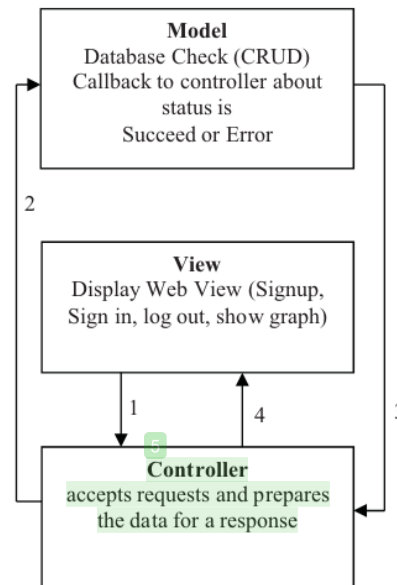 Model
Database Check (CRUD)
Callback to controller about
status is
Succeed or Error
2
View
Display Web View (Signup,
Sign in, log out, show graph)
1
4
3
5
Controller
accepts requests and prepares
the data for a response